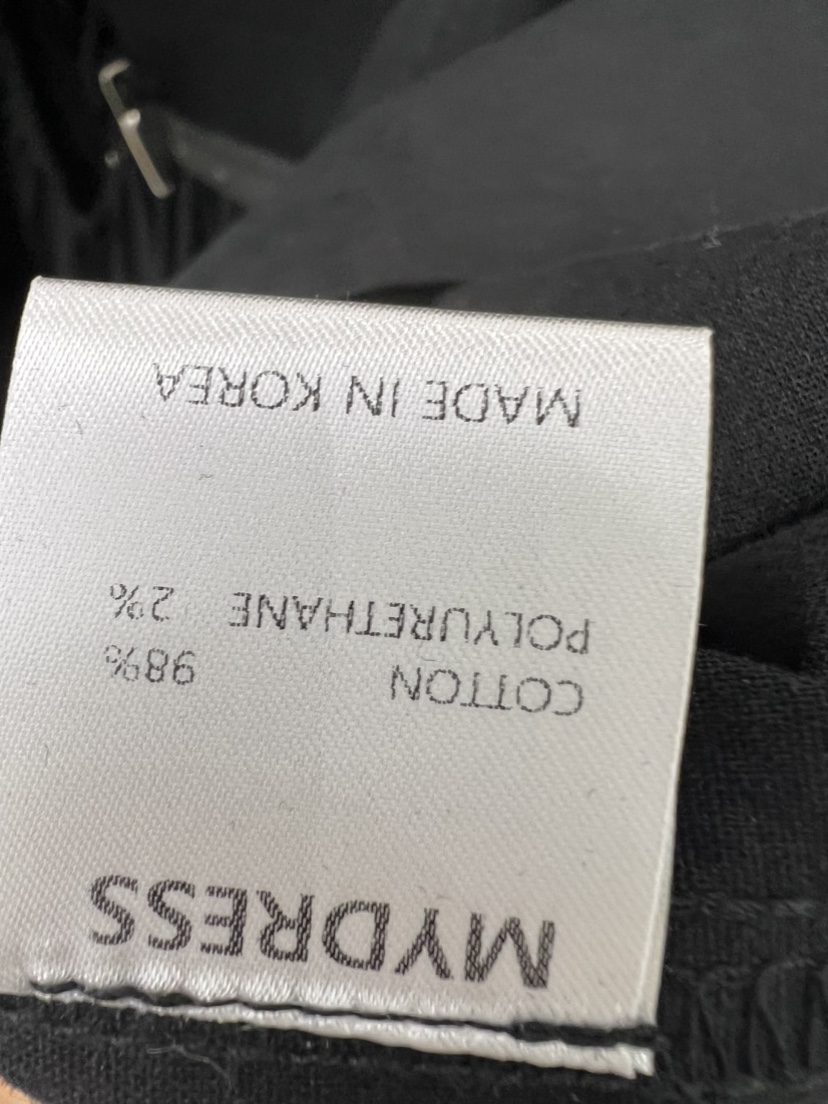 MYDRESS
COTTON 98%
POLYURETHANE 2%
MADE IN KOREA